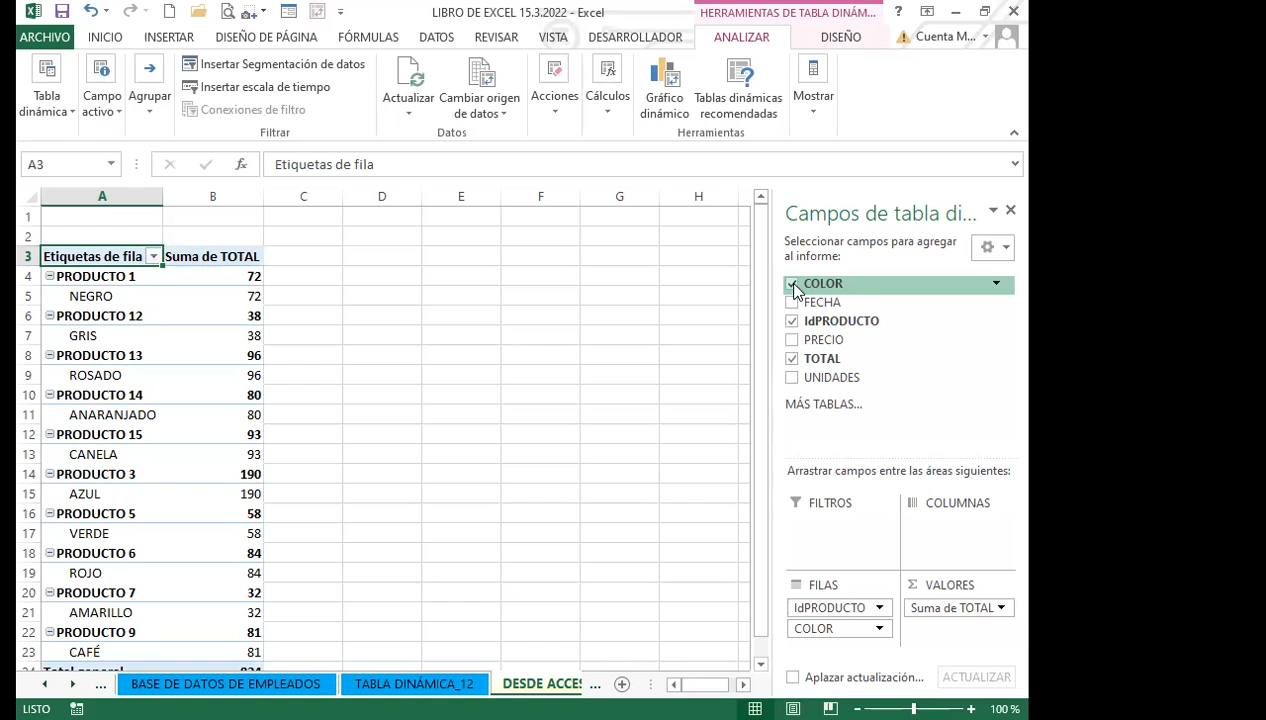 LIBRO DE EXCEL 15.3.2022 - Excel
HERRAMIENTAS DE TABLA DINÁM...
ARCHIVO INICIO INSERTAR DISEÑO DE PÁGINA FÓRMULAS DATOS REVISAR VISTA DESARROLLADOR ANALIZAR DISEÑO Cuenta M...
Tabla dinámica
Campo activo
Agrupar
Insertar Segmentación de datos
Insertar escala de tiempo
Conexiones de filtro
Filtrar
Actualizar
Cambiar origen de datos
Datos
Acciones
Cálculos
Gráfico dinámico
Tablas dinámicas recomendadas
Herramientas
Mostrar
A3 fx Etiquetas de fila
A B C D E F G H
1
2
3 Etiquetas de fila Suma de TOTAL
4 PRODUCTO 1 72
5 NEGRO 72
6 PRODUCTO 12 38
7 GRIS 38
8 PRODUCTO 13 96
9 ROSADO 96
10 PRODUCTO 14 80
11 ANARANJADO 80
12 PRODUCTO 15 93
13 CANELA 93
14 PRODUCTO 3 190
15 AZUL 190
16 PRODUCTO 5 58
17 VERDE 58
18 PRODUCTO 6 84
19 ROJO 84
20 PRODUCTO 7 32
21 AMARILLO 32
22 PRODUCTO 9 81
23 CAFÉ 81
24 Total general
Campos de tabla di...
Seleccionar campos para agregar
al informe:
COLOR
FECHA
IdPRODUCTO
PRECIO
TOTAL
UNIDADES
MÁS TABLAS...
Arrastrar campos entre las áreas siguientes:
FILTROS COLUMNAS
FILAS Σ VALORES
IdPRODUCTO Suma de TOTAL
COLOR
Aplazar actualización... ACTUALIZAR
... BASE DE DATOS DE EMPLEADOS TABLA DINÁMICA_12 DESDE ACCES ...
LISTO 100 %